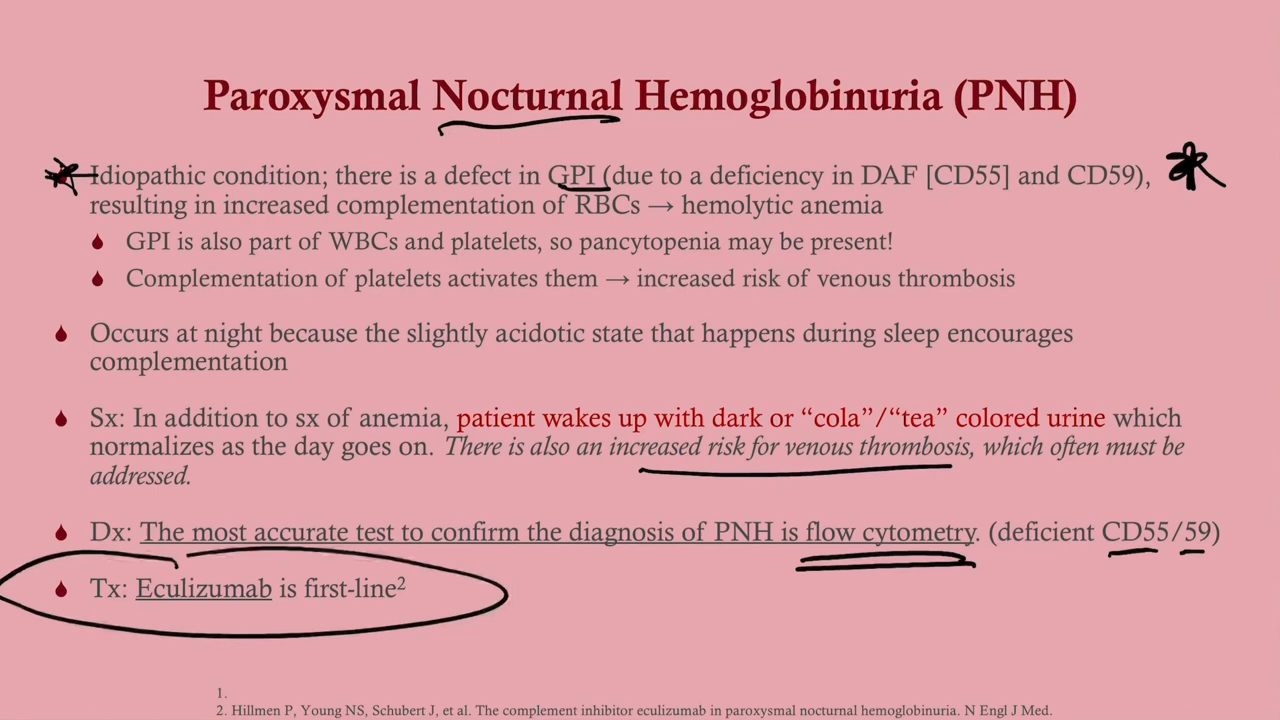 Paroxysmal Nocturnal Hemoglobinuria (PNH)
Idiopathic condition; there is a defect in GPI (due to a deficiency in DAF [CD55] and CD59),
resulting in increased complementation of RBCs → hemolytic anemia
GPI is also part of WBCs and platelets, so pancytopenia may be present!
Complementation of platelets activates them → increased risk of venous thrombosis
Occurs at night because the slightly acidotic state that happens during sleep encourages
complementation
Sx: In addition to sx of anemia, patient wakes up with dark or “cola”/“tea” colored urine which
normalizes as the day goes on. There is also an increased risk for venous thrombosis, which often must be
addressed.
Dx: The most accurate test to confirm the diagnosis of PNH is flow cytometry. (deficient CD55/59)
Tx: Eculizumab is first-line²
1.
2. Hillmen P, Young NS, Schubert J, et al. The complement inhibitor eculizumab in paroxysmal nocturnal hemoglobinuria. N Engl J Med.